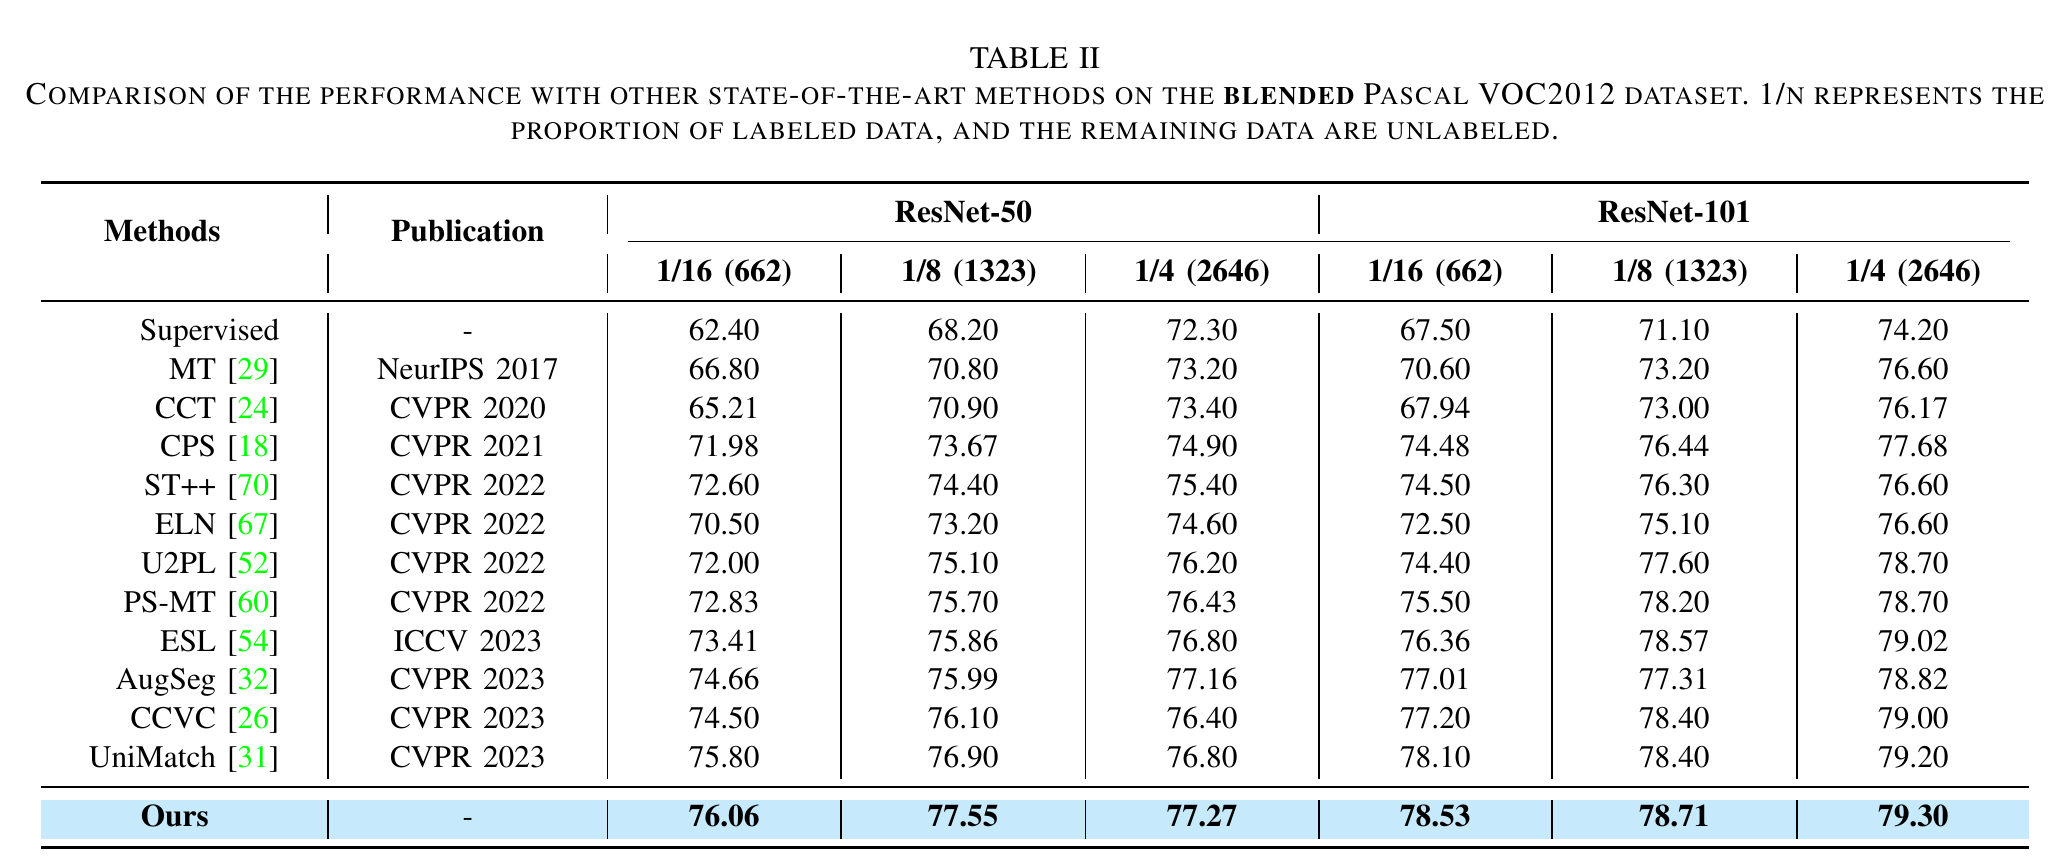 TABLE II
COMPARISON OF THE PERFORMANCE WITH OTHER STATE-OF-THE-ART METHODS ON THE BLENDED PASCAL VOC2012 DATASET. 1/N REPRESENTS THE
PROPORTION OF LABELED DATA, AND THE REMAINING DATA ARE UNLABELED.
Methods Publication ResNet-50 ResNet-101
1/16 (662) 1/8 (1323) 1/4 (2646) 1/16 (662) 1/8 (1323) 1/4 (2646)
Supervised - 62.40 68.20 72.30 67.50 71.10 74.20
MT [29] NeurIPS 2017 66.80 70.80 73.20 70.60 73.20 76.60
CCT [24] CVPR 2020 65.21 70.90 73.40 67.94 73.00 76.17
CPS [18] CVPR 2021 71.98 73.67 74.90 74.48 76.44 77.68
ST++ [70] CVPR 2022 72.60 74.40 75.40 74.50 76.30 76.60
ELN [67] CVPR 2022 70.50 73.20 74.60 72.50 75.10 76.60
U2PL [52] CVPR 2022 72.00 75.10 76.20 74.40 77.60 78.70
PS-MT [60] CVPR 2022 72.83 75.70 76.43 75.50 78.20 78.70
ESL [54] ICCV 2023 73.41 75.86 76.80 76.36 78.57 79.02
AugSeg [32] CVPR 2023 74.66 75.99 77.16 77.01 77.31 78.82
CCVC [26] CVPR 2023 74.50 76.10 76.40 77.20 78.40 79.00
UniMatch [31] CVPR 2023 75.80 76.90 76.80 78.10 78.40 79.20
Ours - 76.06 77.55 77.27 78.53 78.71 79.30